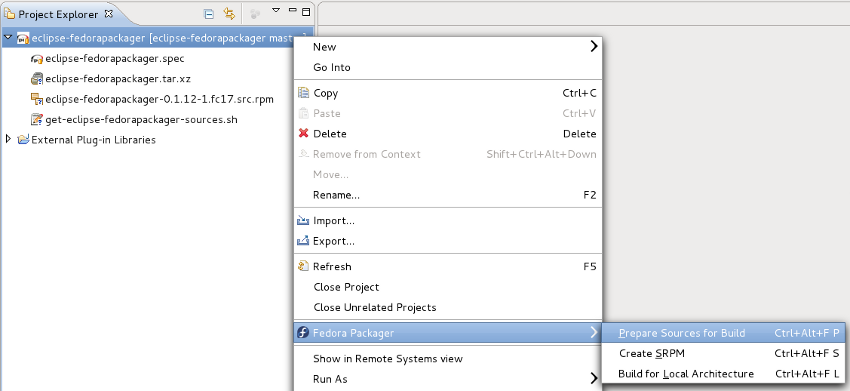 Project Explorer
eclipse-fedorapackager [eclipse-fedorapackager
eclipse-fedorapackager.spec
eclipse-fedorapackager.tar.xz
eclipse-fedorapackager-0.1.12-1.fc17.src.rpm
get-eclipse-fedorapackager-sources.sh
External Plug-in Libraries
New
Go Into
Copy Ctrl+C
Paste Ctrl+V
Delete Delete
Remove from Context Shift+Ctrl+Alt+Down
Move...
Rename... F2
Import...
Export...
Refresh F5
Close Project
Close Unrelated Projects
Fedora Packager
Show in Remote Systems view
Run As
Prepare Sources for Build Ctrl+Alt+F P
Create SRPM Ctrl+Alt+F S
Build for Local Architecture Ctrl+Alt+F L